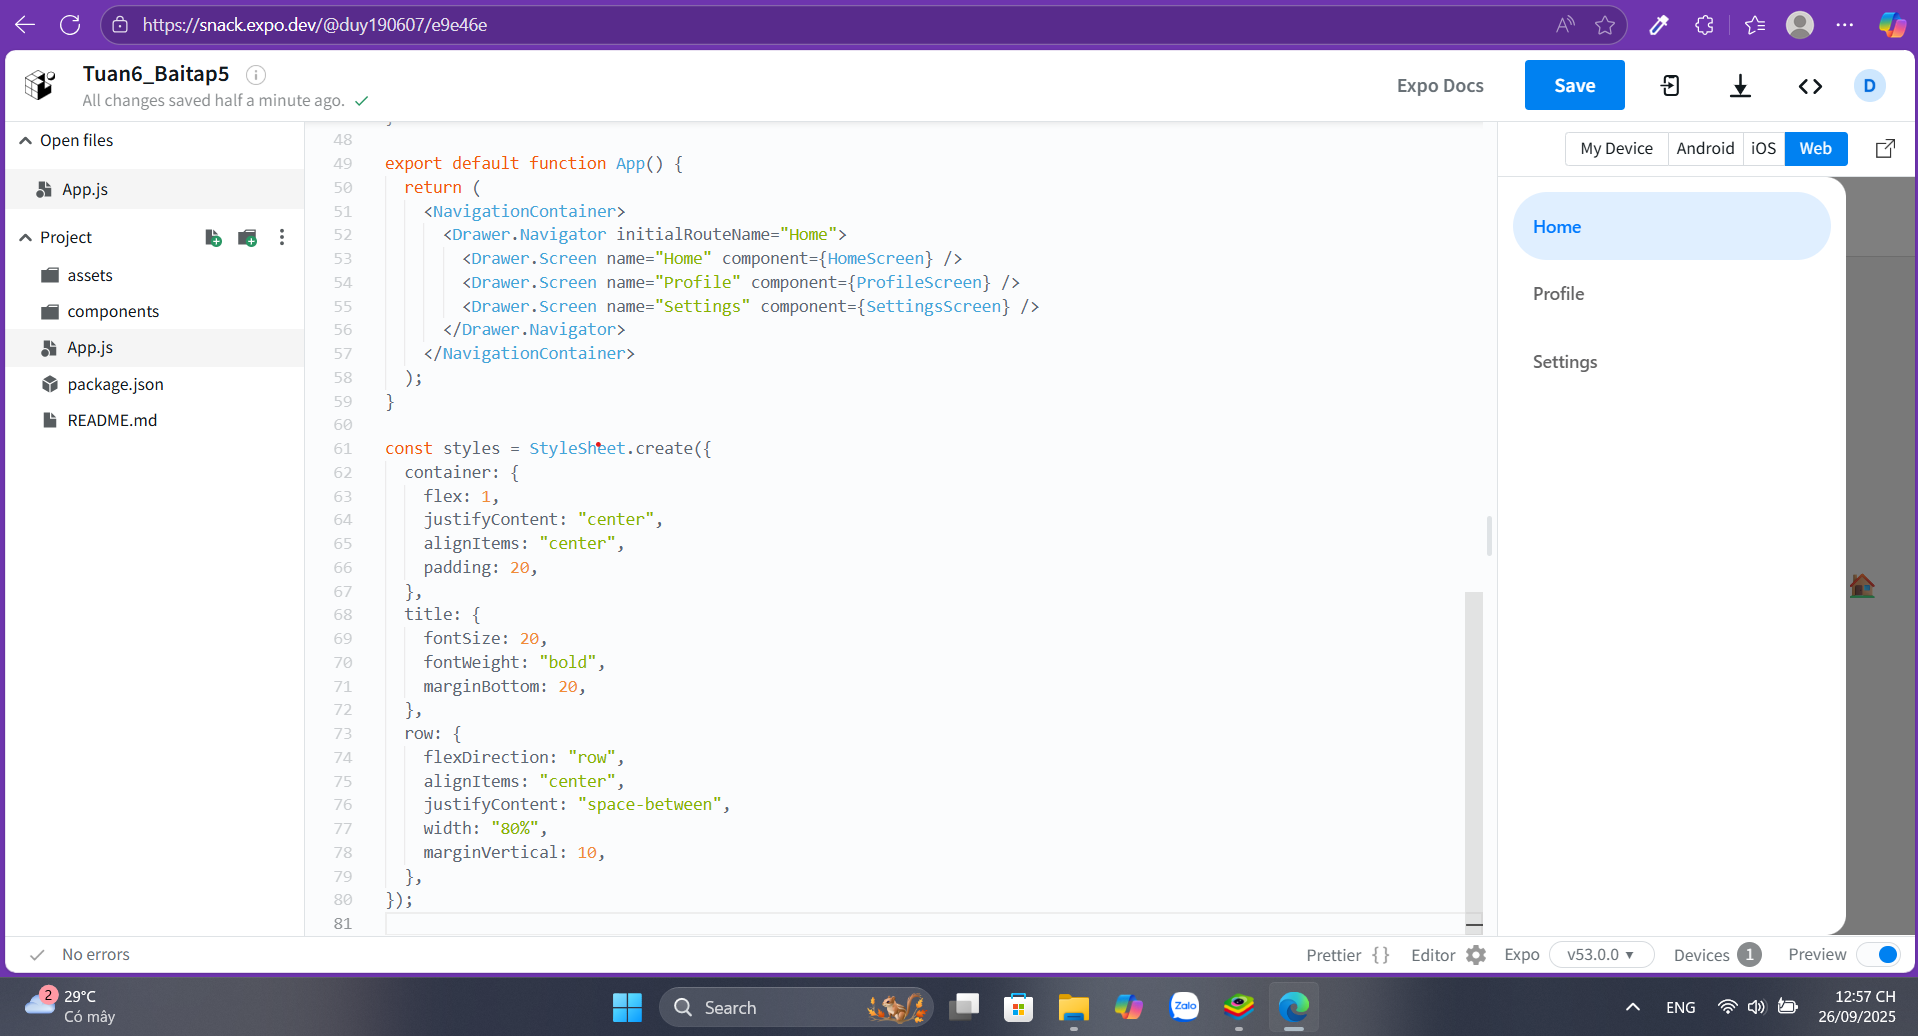 https://snack.expo.dev/@duy190607/e9e46e
Tuan6_Baitap5
All changes saved half a minute ago.
Expo Docs
Save
D
Open files
App.js
Project
assets
components
App.js
package.json
README.md
48
49 export default function App() {
50   return (
51     <NavigationContainer>
52       <Drawer.Navigator initialRouteName="Home">
53         <Drawer.Screen name="Home" component={HomeScreen} />
54         <Drawer.Screen name="Profile" component={ProfileScreen} />
55         <Drawer.Screen name="Settings" component={SettingsScreen} />
56       </Drawer.Navigator>
57     </NavigationContainer>
58   );
59 }
60
61 const styles = StyleSheet.create({
62   container: {
63     flex: 1,
64     justifyContent: "center",
65     alignItems: "center",
66     padding: 20,
67   },
68   title: {
69     fontSize: 20,
70     fontWeight: "bold",
71     marginBottom: 20,
72   },
73   row: {
74     flexDirection: "row",
75     alignItems: "center",
76     justifyContent: "space-between",
77     width: "80%",
78     marginVertical: 10,
79   },
80 });
81
My Device
Android
iOS
Web
Home
Profile
Settings
No errors
Prettier { }
Editor
Expo
v53.0.0
Devices 1
Preview
2
29°C
Có mây
Search
Zalo
ENG
12:57 CH
26/09/2025